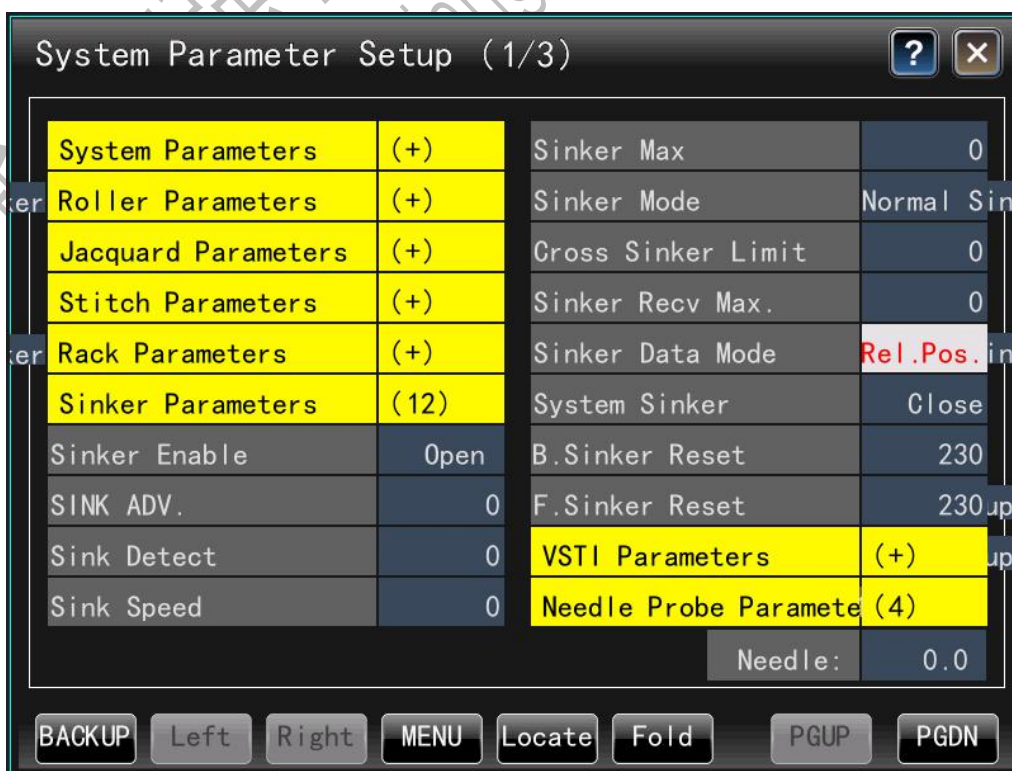 System Parameter Setup (1/3)
?
System Parameters (+)
Roller Parameters (+)
Jacquard Parameters (+)
Stitch Parameters (+)
Rack Parameters (+)
Sinker Parameters (12)
Sinker Enable Open
SINK ADV. 0
Sink Detect 0
Sink Speed 0
Sinker Max 0
Sinker Mode Normal Sin
Cross Sinker Limit 0
Sinker Recv Max. 0
Sinker Data Mode Rel.Pos.
System Sinker Close
B.Sinker Reset 230
F.Sinker Reset 230
VSTI Parameters (+)
Needle Probe Paramete (4)
Needle: 0.0
BACKUP Left Right MENU Locate Fold PGUP PGDN